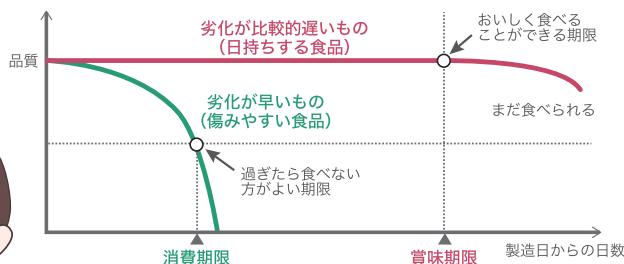 劣化が比較的遅いもの
（日持ちする食品）
おいしく食べる
ことができる期限
品質
劣化が早いもの
（傷みやすい食品）
まだ食べられる
過ぎたら食べない
方がよい期限
消費期限
賞味期限
製造日からの日数